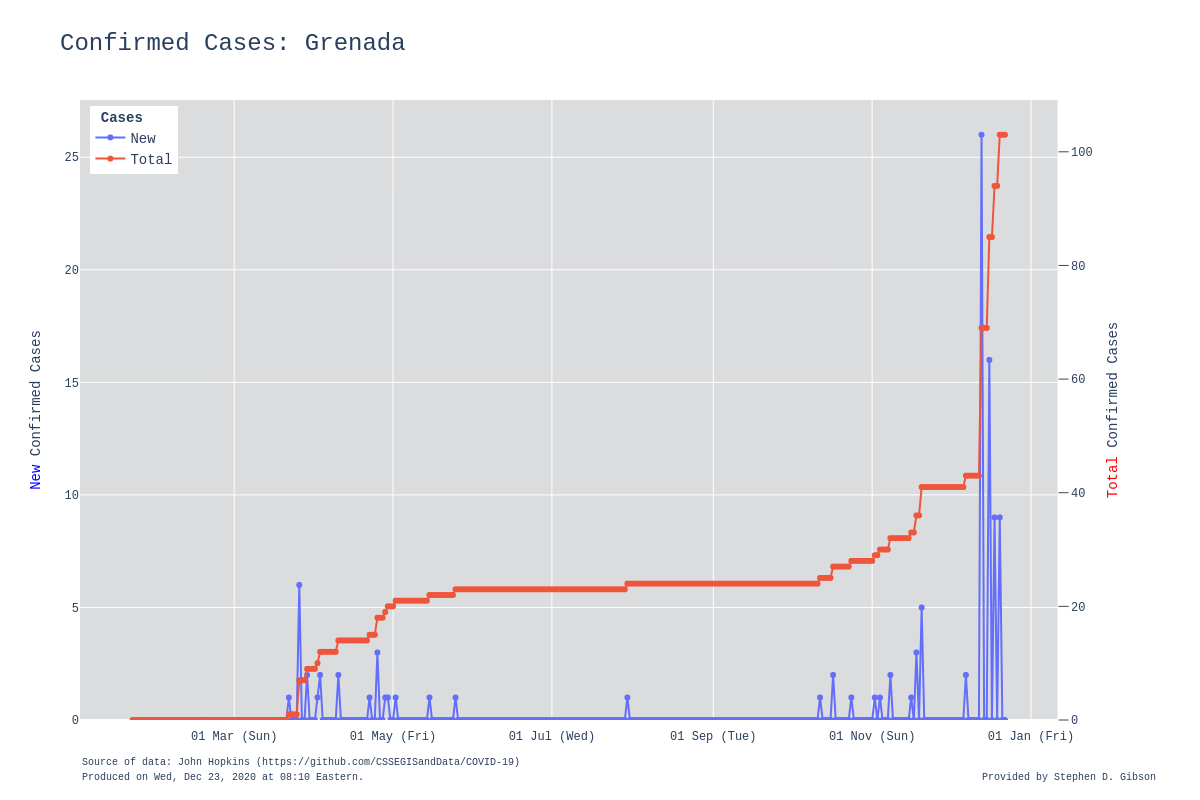 Confirmed Cases: Grenada
Cases
New
Total
25
20
15
10
5
0
100
80
60
40
20
0
New Confirmed Cases
Total Confirmed Cases
01 Mar (Sun)
01 May (Fri)
01 Jul (Wed)
01 Sep (Tue)
01 Nov (Sun)
01 Jan (Fri)
Source of data: John Hopkins (https://github.com/CSSEGISandData/COVID-19)
Produced on Wed, Dec 23, 2020 at 08:10 Eastern.
Provided by Stephen D. Gibson